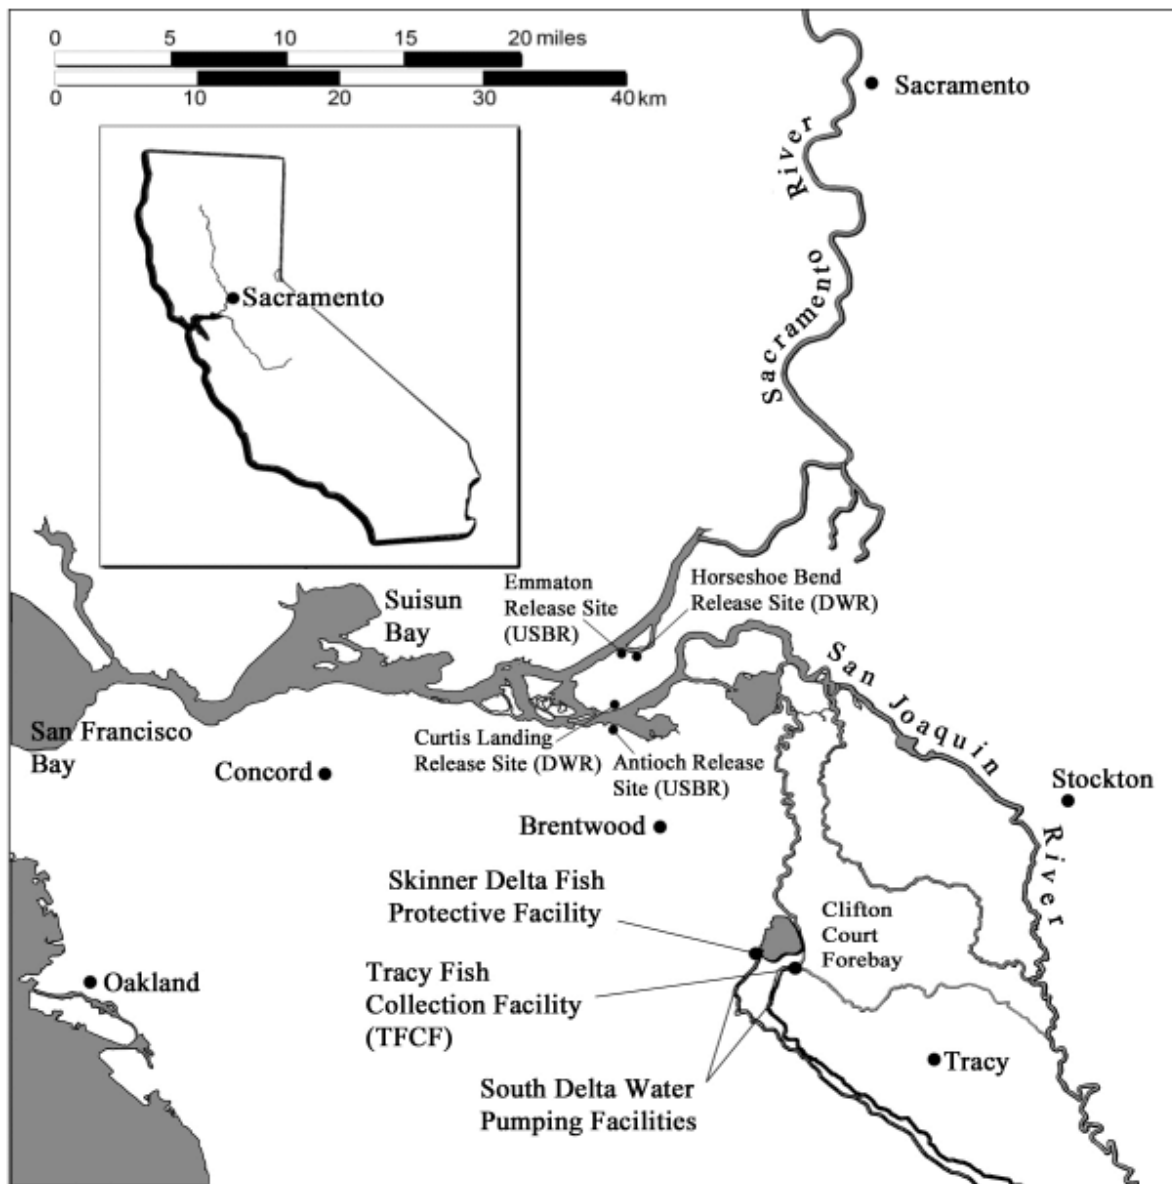 0 5 10 15 20 miles
0 10 20 30 40 km
Sacramento
Sacramento
Sacramento River
Emmaton
Release Site
(USBR)
Horseshoe Bend
Release Site (DWR)
Suisun
Bay
San Francisco
Bay
San Joaquin River
Curtis Landing
Release Site (DWR)
Antioch Release
Site (USBR)
Concord
Stockton
Brentwood
Skinner Delta Fish
Protective Facility
Clifton
Court
Forebay
Tracy Fish
Collection Facility
(TFCF)
Oakland
Tracy
South Delta Water
Pumping Facilities